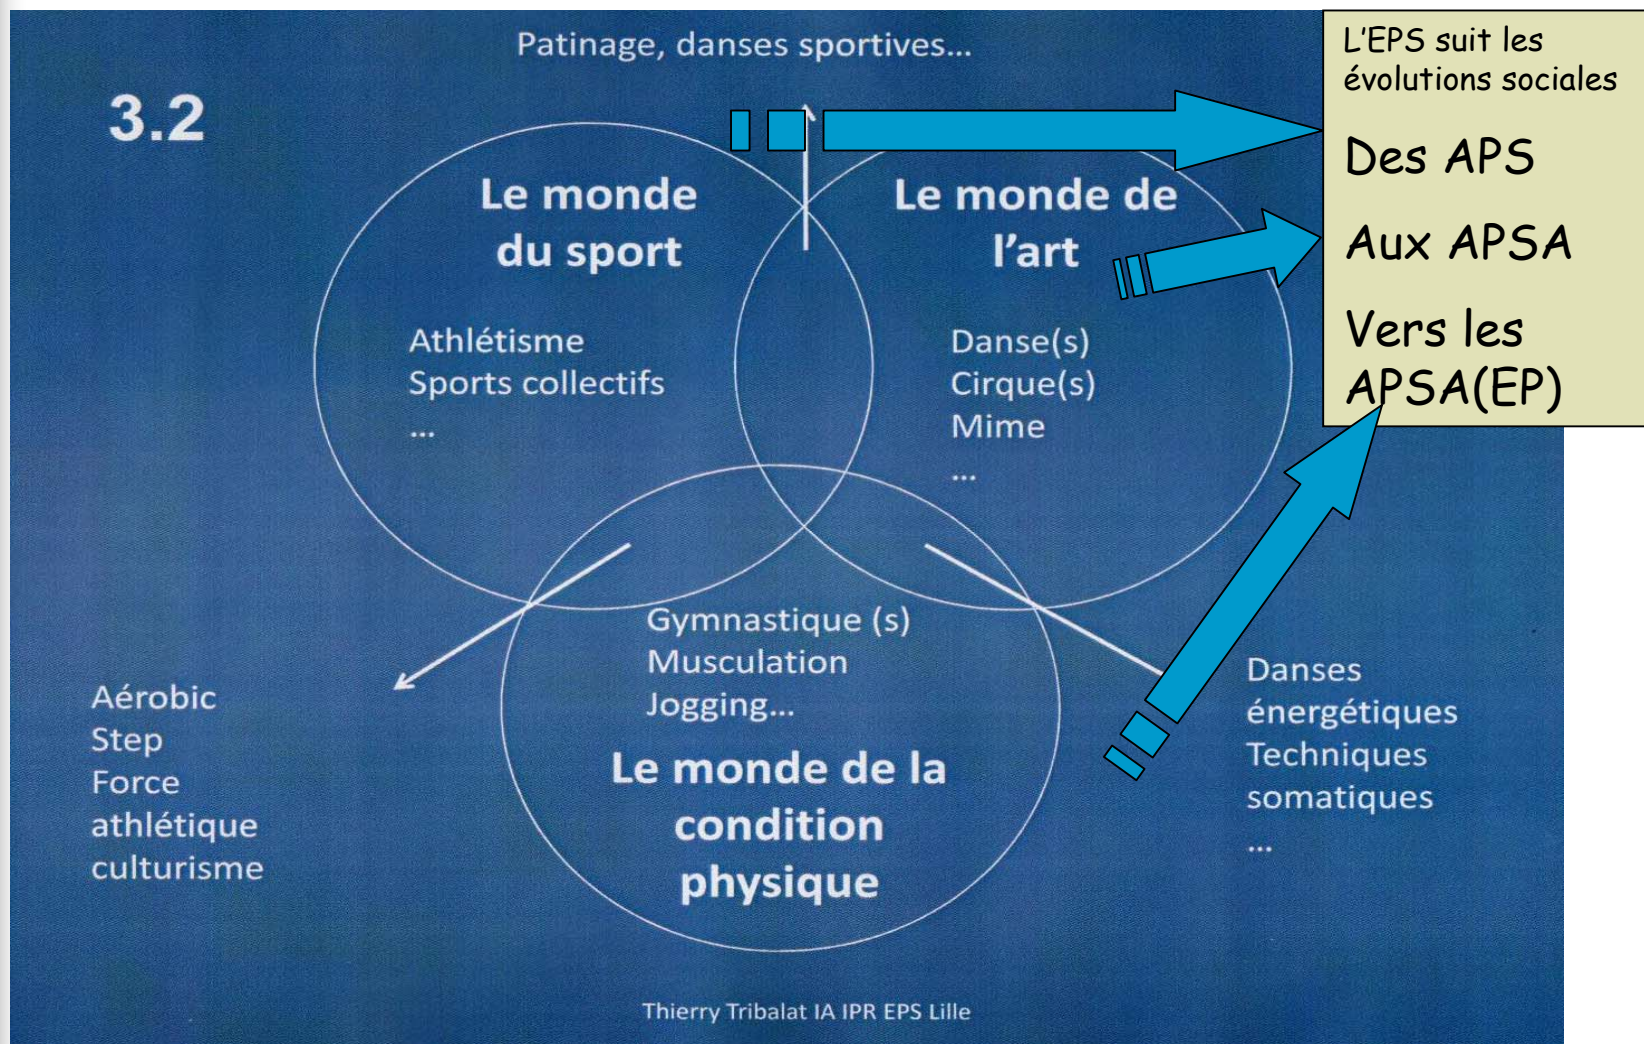 Patinage, danses sportives...
3.2
Le monde
du sport
Athlétisme
Sports collectifs
...
Le monde de
l'art
Danse(s)
Cirque(s)
Mime
...
L'EPS suit les
évolutions sociales
Des APS
Aux APSA
Vers les
APSA(EP)
Gymnastique (s)
Musculation
Jogging...
Le monde de la
condition
physique
Aérobic
Step
Force
athlétique
culturisme
Danses
énergétiques
Techniques
somatiques
...
Thierry Tribalat IA IPR EPS Lille